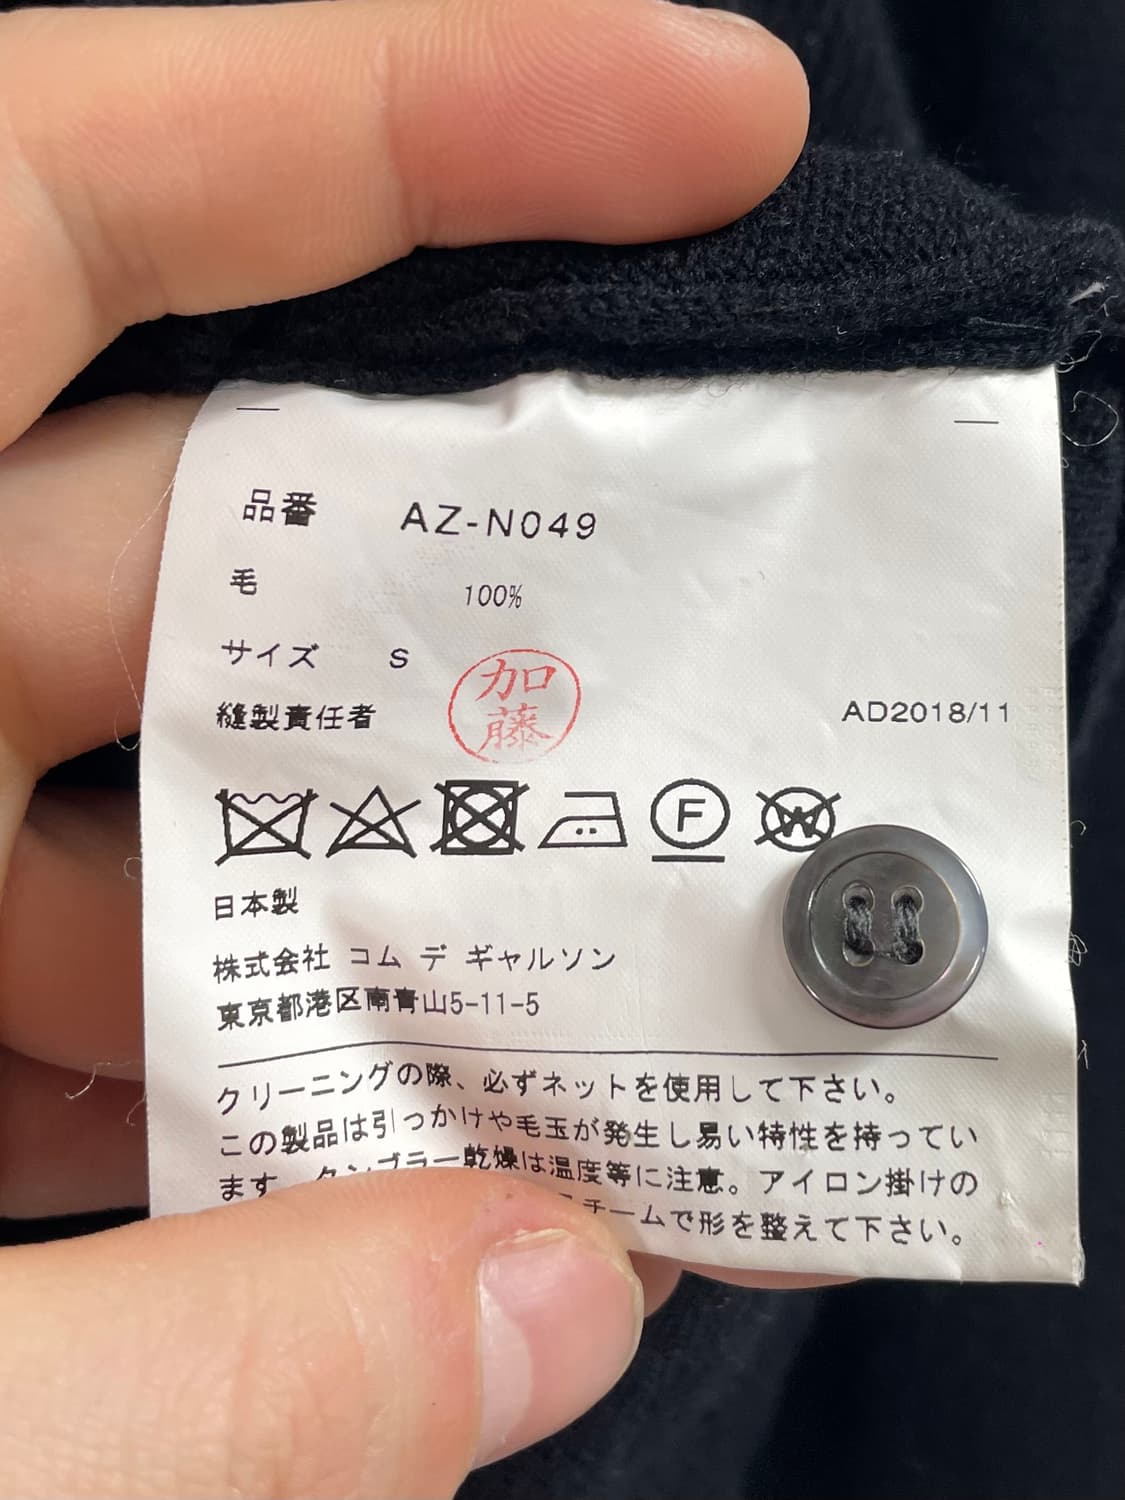 品番 AZ-N049
毛 100%
サイズ S
加藤
縫製責任者 AD2018/11
F W
日本製
株式会社 コム デ ギャルソン
東京都港区南青山5-11-5
クリーニングの際、必ずネットを使用して下さい。
この製品は引っかけや毛玉が発生し易い特性を持ってい
ます タンブラー乾燥は温度等に注意。アイロン掛けの
スチームで形を整えて下さい。